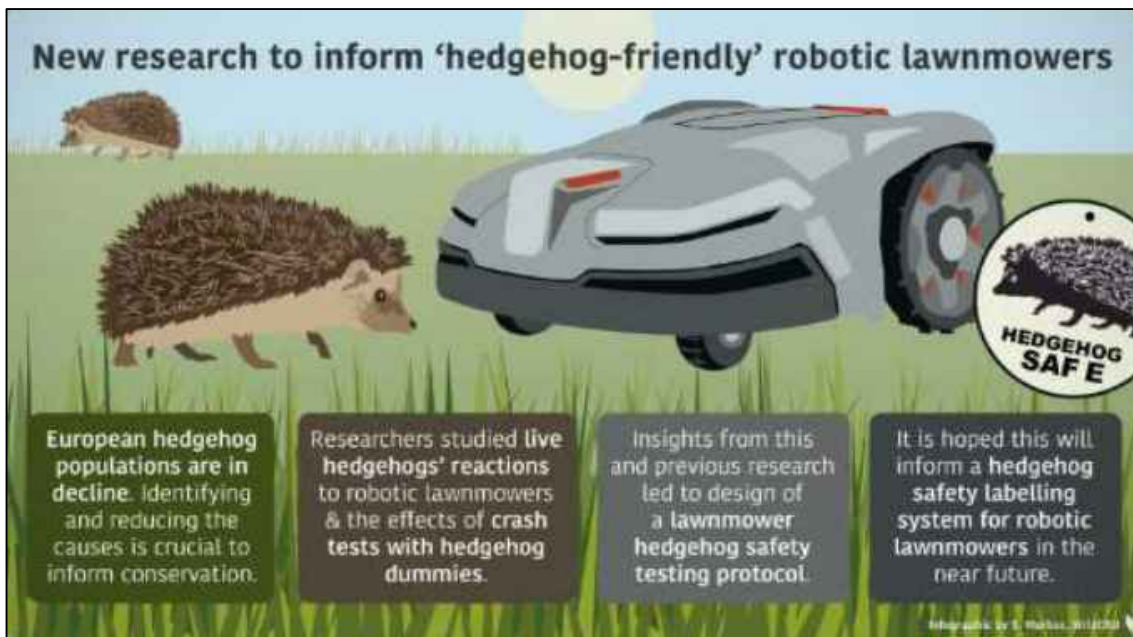 New research to inform ‘hedgehog-friendly’ robotic lawnmowers
HEDGEHOG
SAFE
European hedgehog
populations are in
decline. Identifying
and reducing the
causes is crucial to
inform conservation.
Researchers studied live
hedgehogs’ reactions
to robotic lawnmowers
& the effects of crash
tests with hedgehog
dummies.
Insights from this
and previous research
led to design of
a lawnmower
hedgehog safety
testing protocol.
It is hoped this will
inform a hedgehog
safety labelling
system for robotic
lawnmowers in the
near future.
Infographic by